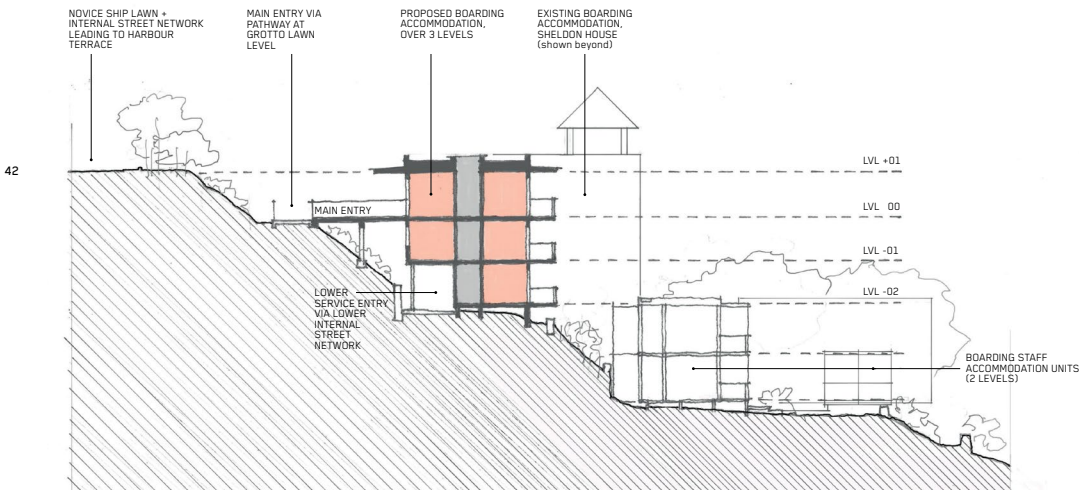 NOVICE SHIP LAWN +
INTERNAL STREET NETWORK
LEADING TO HARBOUR
TERRACE
MAIN ENTRY VIA
PATHWAY AT
GROTTO LAWN
LEVEL
PROPOSED BOARDING
ACCOMMODATION,
OVER 3 LEVELS
EXISTING BOARDING
ACCOMMODATION,
SHELDON HOUSE
(shown beyond)
42
LVL +01
LVL 00
MAIN ENTRY
LVL -01
LVL -02
LOWER
SERVICE ENTRY
VIA LOWER
INTERNAL
STREET
NETWORK
BOARDING STAFF
ACCOMMODATION UNITS
(2 LEVELS)